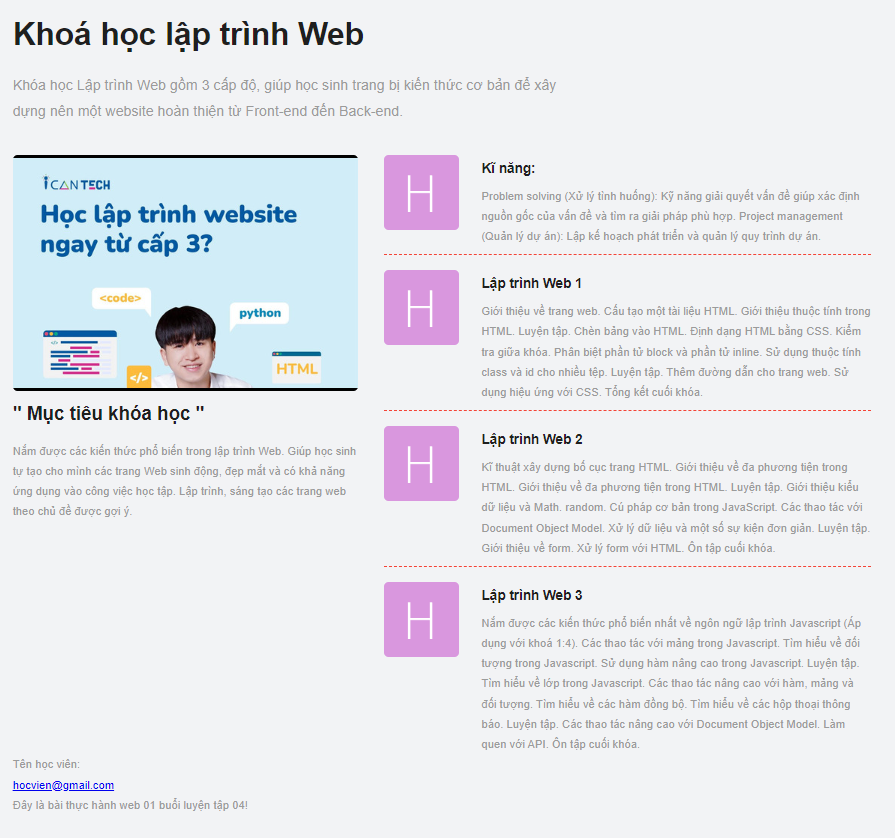 Khoá học lập trình Web
Khóa học Lập trình Web gồm 3 cấp độ, giúp học sinh trang bị kiến thức cơ bản để xây
dựng nên một website hoàn thiện từ Front-end đến Back-end.
ICANTECH
Học lập trình website
ngay từ cấp 3?
<code>
python
</>
</>
HTML
" Mục tiêu khóa học "
Nắm được các kiến thức phổ biến trong lập trình Web. Giúp học sinh
tự tạo cho mình các trang Web sinh động, đẹp mắt và có khả năng
ứng dụng vào công việc học tập. Lập trình, sáng tạo các trang web
theo chủ đề được gợi ý.
H
Kĩ năng:
Problem solving (Xử lý tình huống): Kỹ năng giải quyết vấn đề giúp xác định
nguồn gốc của vấn đề và tìm ra giải pháp phù hợp. Project management
(Quản lý dự án): Lập kế hoạch phát triển và quản lý quy trình dự án.
H
Lập trình Web 1
Giới thiệu về trang web. Cấu tạo một tài liệu HTML. Giới thiệu thuộc tính trong
HTML. Luyện tập. Chèn bảng vào HTML. Định dạng HTML bằng CSS. Kiểm
tra giữa khóa. Phân biệt phần tử block và phần tử inline. Sử dụng thuộc tính
class và id cho nhiều tệp. Luyện tập. Thêm đường dẫn cho trang web. Sử
dụng hiệu ứng với CSS. Tổng kết cuối khóa.
H
Lập trình Web 2
Kĩ thuật xây dựng bố cục trang HTML. Giới thiệu về đa phương tiện trong
HTML. Giới thiệu về đa phương tiện trong HTML. Luyện tập. Giới thiệu kiểu
dữ liệu và Math. random. Cú pháp cơ bản trong JavaScript. Các thao tác với
Document Object Model. Xử lý dữ liệu và một số sự kiện đơn giản. Luyện tập.
Giới thiệu về form. Xử lý form với HTML. Ôn tập cuối khóa.
H
Lập trình Web 3
Nắm được các kiến thức phổ biến nhất về ngôn ngữ lập trình Javascript (Áp
dụng với khoá 1:4). Các thao tác với mảng trong Javascript. Tìm hiểu về đối
tượng trong Javascript. Sử dụng hàm nâng cao trong Javascript. Luyện tập.
Tìm hiểu về lớp trong Javascript. Các thao tác nâng cao với hàm, mảng và
đối tượng. Tìm hiểu về các hàm đồng bộ. Tìm hiểu về các hộp thoại thông
báo. Luyện tập. Các thao tác nâng cao với Document Object Model. Làm
quen với API. Ôn tập cuối khóa.
Tên học viên:
hocvien@gmail.com
Đây là bài thực hành web 01 buổi luyện tập 04!